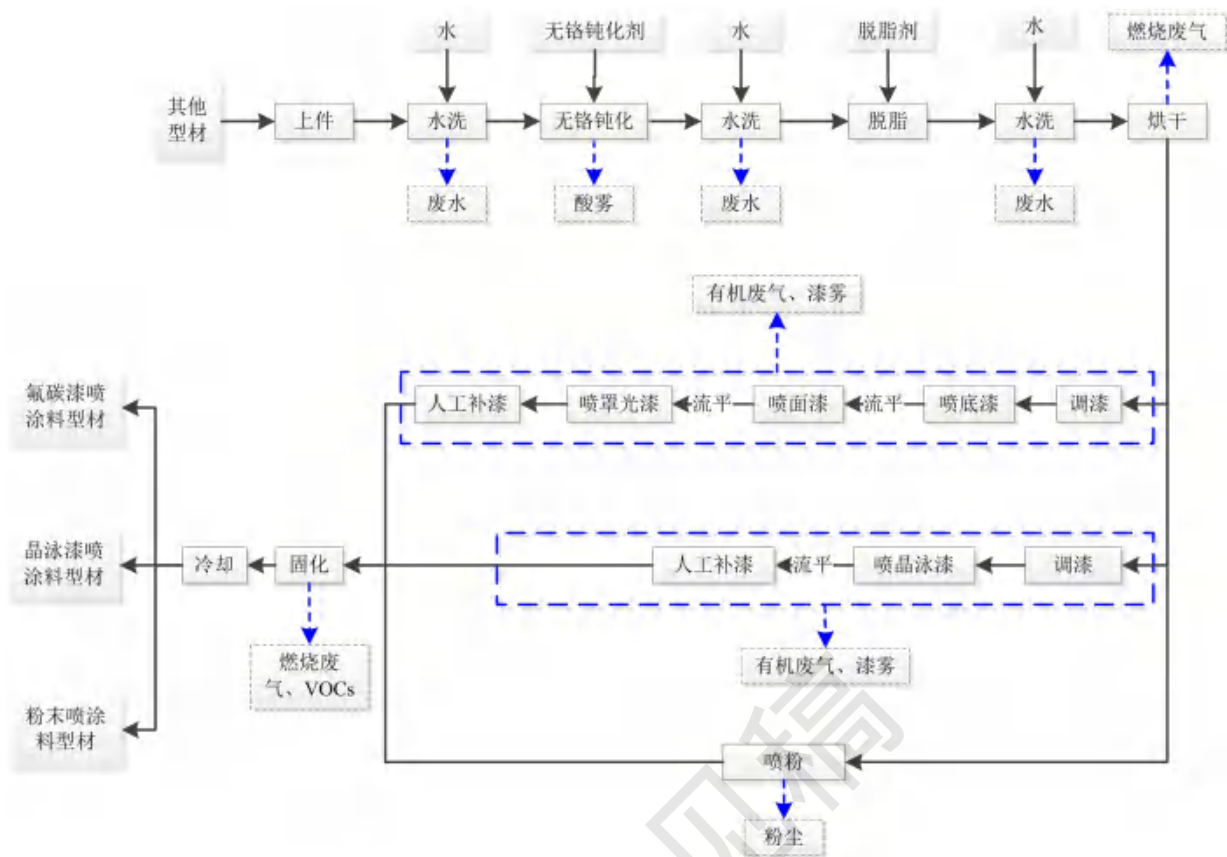 水
无铬钝化剂
水
脱脂剂
水
燃烧废气
其他
型材
上件
水洗
无铬钝化
水洗
脱脂
水洗
烘干
废水
酸雾
废水
废水
有机废气、漆雾
氟碳漆喷
涂料型材
人工补漆
喷罩光漆
流平
喷面漆
流平
喷底漆
调漆
晶泳漆喷
涂料型材
冷却
固化
人工补漆
流平
喷晶泳漆
调漆
燃烧废
气、VOCs
有机废气、漆雾
粉末喷涂
料型材
喷粉
粉尘
见稿